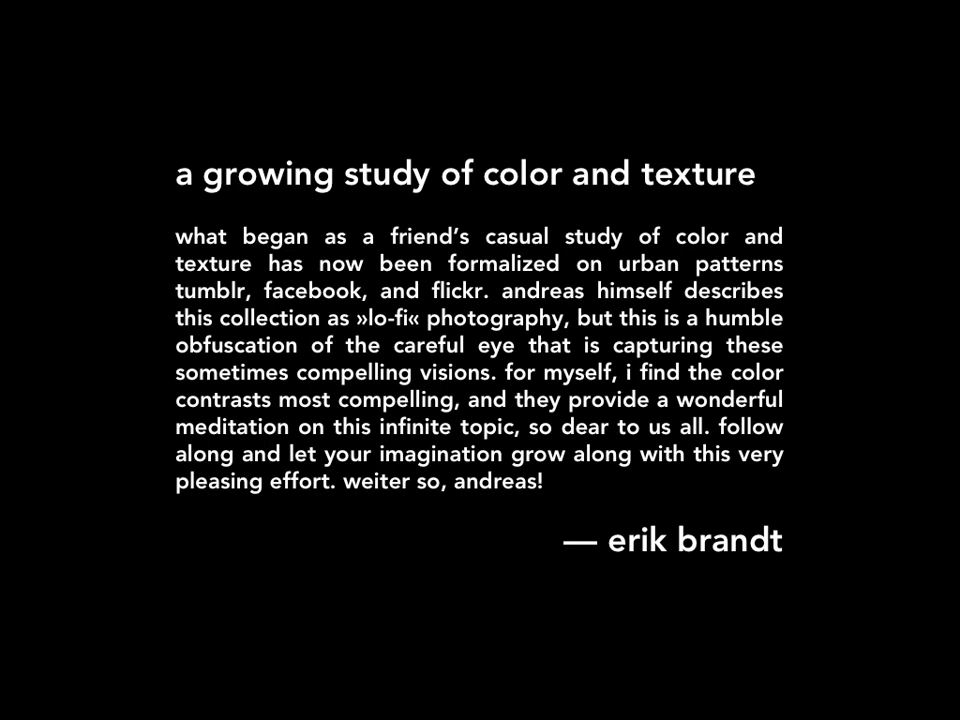 a growing study of color and texture
what began as a friend’s casual study of color and
texture has now been formalized on urban patterns
tumblr, facebook, and flickr. andreas himself describes
this collection as »lo-fi« photography, but this is a humble
obfuscation of the careful eye that is capturing these
sometimes compelling visions. for myself, i find the color
contrasts most compelling, and they provide a wonderful
meditation on this infinite topic, so dear to us all. follow
along and let your imagination grow along with this very
pleasing effort. weiter so, andreas!
— erik brandt